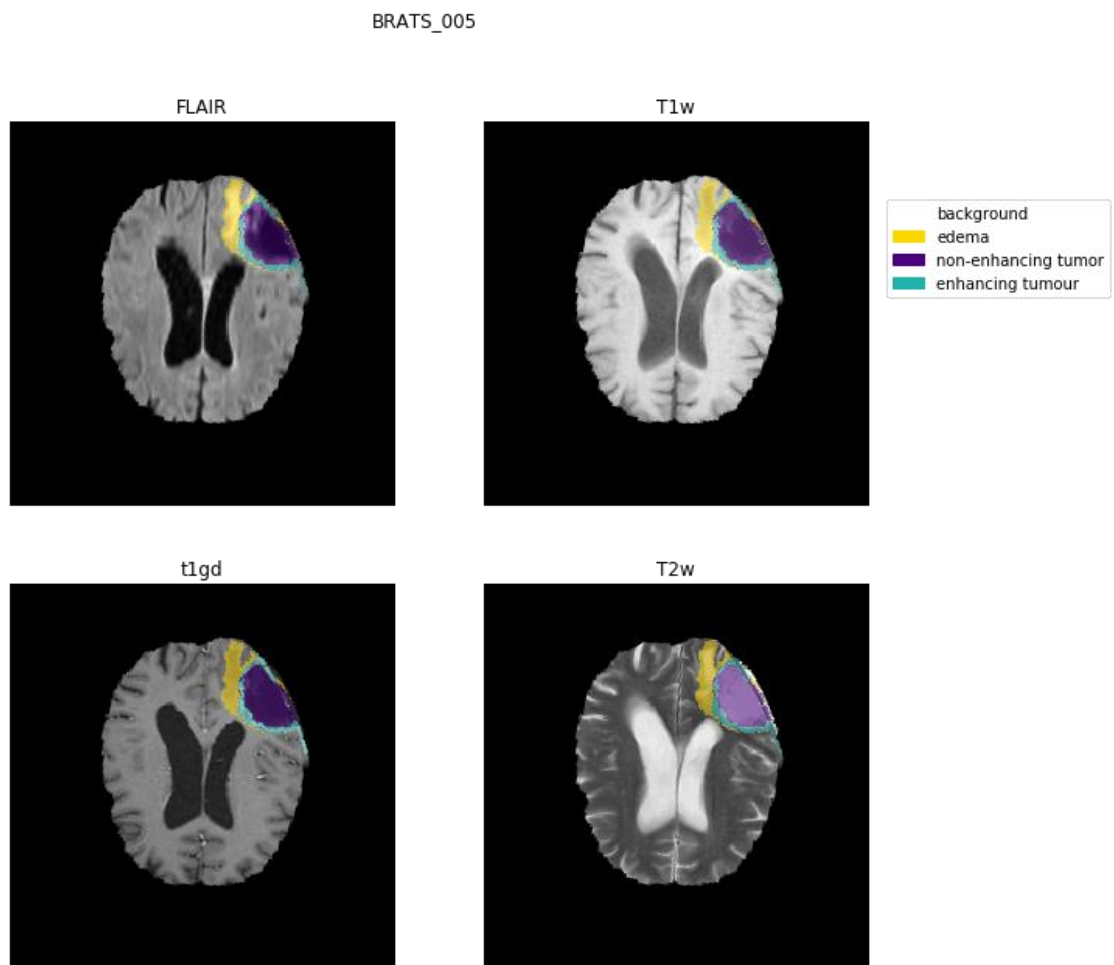 BRATS_005
FLAIR
T1w
background
edema
non-enhancing tumor
enhancing tumour
t1gd
T2w